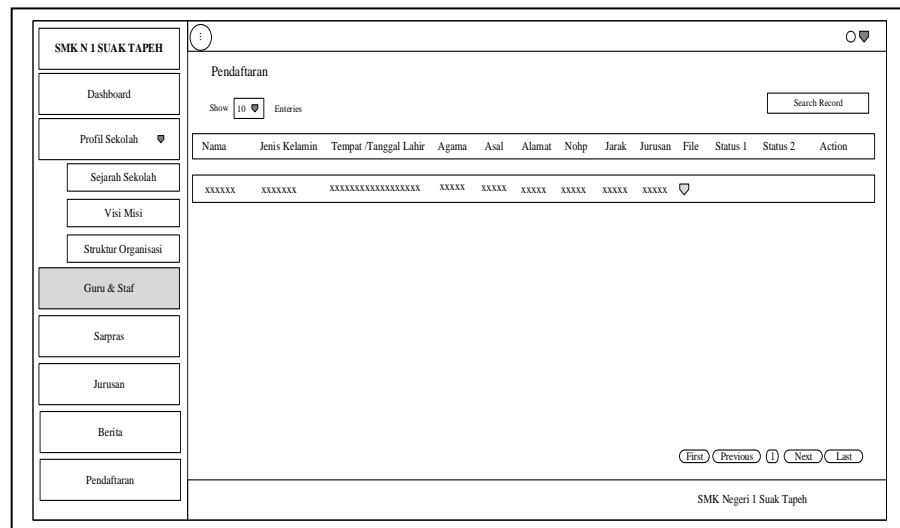 SMK N 1 SUAK TAPEH
Dashboard
Profil Sekolah
Sejarah Sekolah
Visi Misi
Struktur Organisasi
Guru & Staf
Sarpras
Jurusan
Berita
Pendaftaran
Pendaftaran
Show 10 Enteries
Search Record
Nama Jenis Kelamin Tempat /Tanggal Lahir Agama Asal Alamat Nohp Jarak Jurusan File Status 1 Status 2 Action
xxxxxx xxxxxxx xxxxxxxxxxxxxxxxxx xxxxx xxxxx xxxxx xxxxx xxxxx xxxxx
First Previous 1 Next Last
SMK Negeri 1 Suak Tapeh